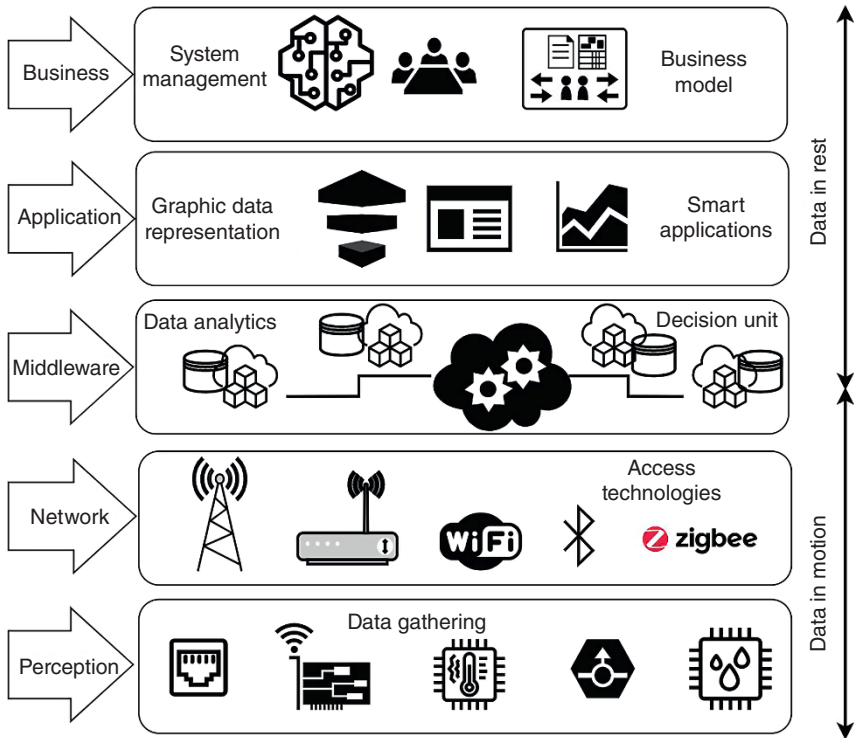 Business
System
management
Business
model
Application
Graphic data
representation
Smart
applications
Data in rest
Middleware
Data analytics
Decision unit
Network
Access
technologies
WiFi
zigbee
Data in motion
Perception
Data gathering